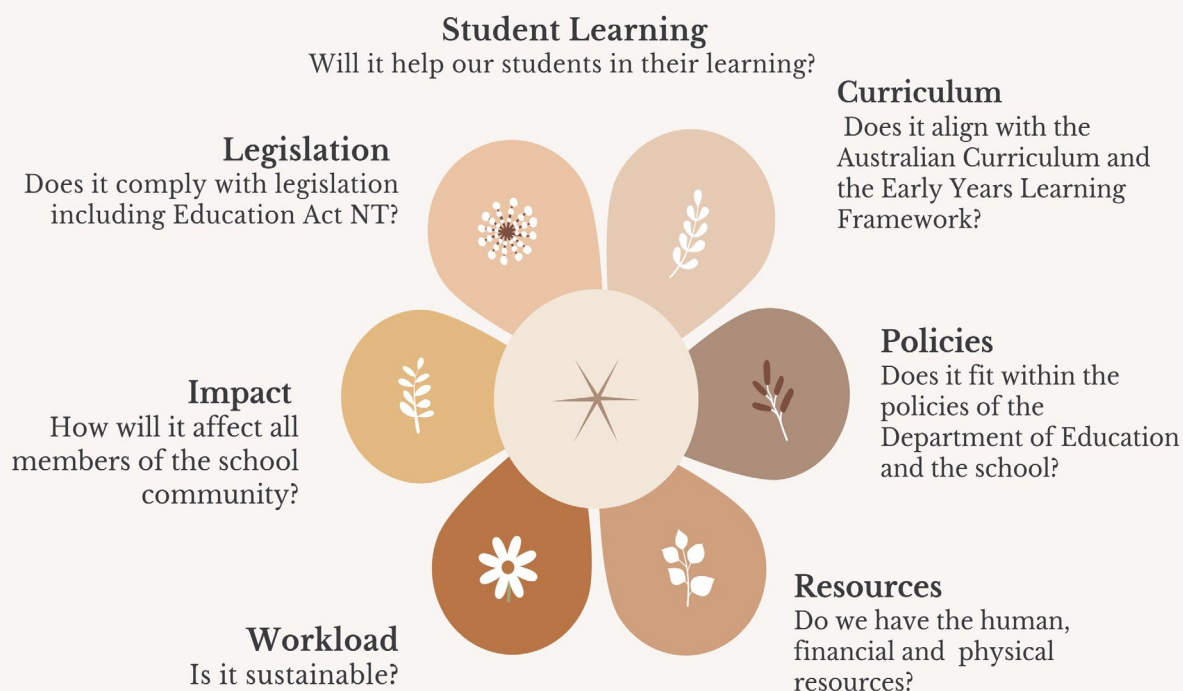 Student Learning
Will it help our students in their learning?
Curriculum
Does it align with the
Australian Curriculum and
the Early Years Learning
Framework?
Legislation
Does it comply with legislation
including Education Act NT?
Policies
Does it fit within the
policies of the
Department of Education
and the school?
Impact
How will it affect all
members of the school
community?
Resources
Do we have the human,
financial and physical
resources?
Workload
Is it sustainable?